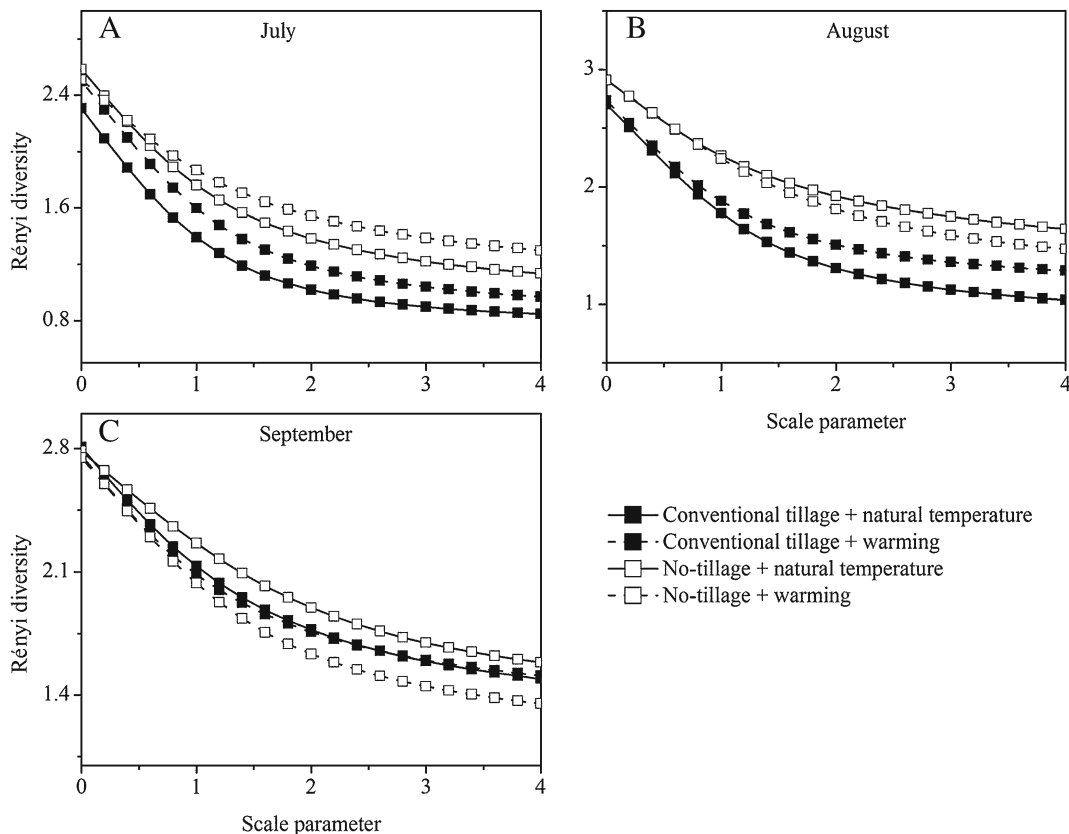 A
July
Rényi diversity
2.4
1.6
0.8
0
1
2
3
4
B
August
3
2
1
0
1
2
3
4
Scale parameter
C
September
Rényi diversity
2.8
2.1
1.4
0
1
2
3
4
Scale parameter
Conventional tillage + natural temperature
Conventional tillage + warming
No-tillage + natural temperature
No-tillage + warming